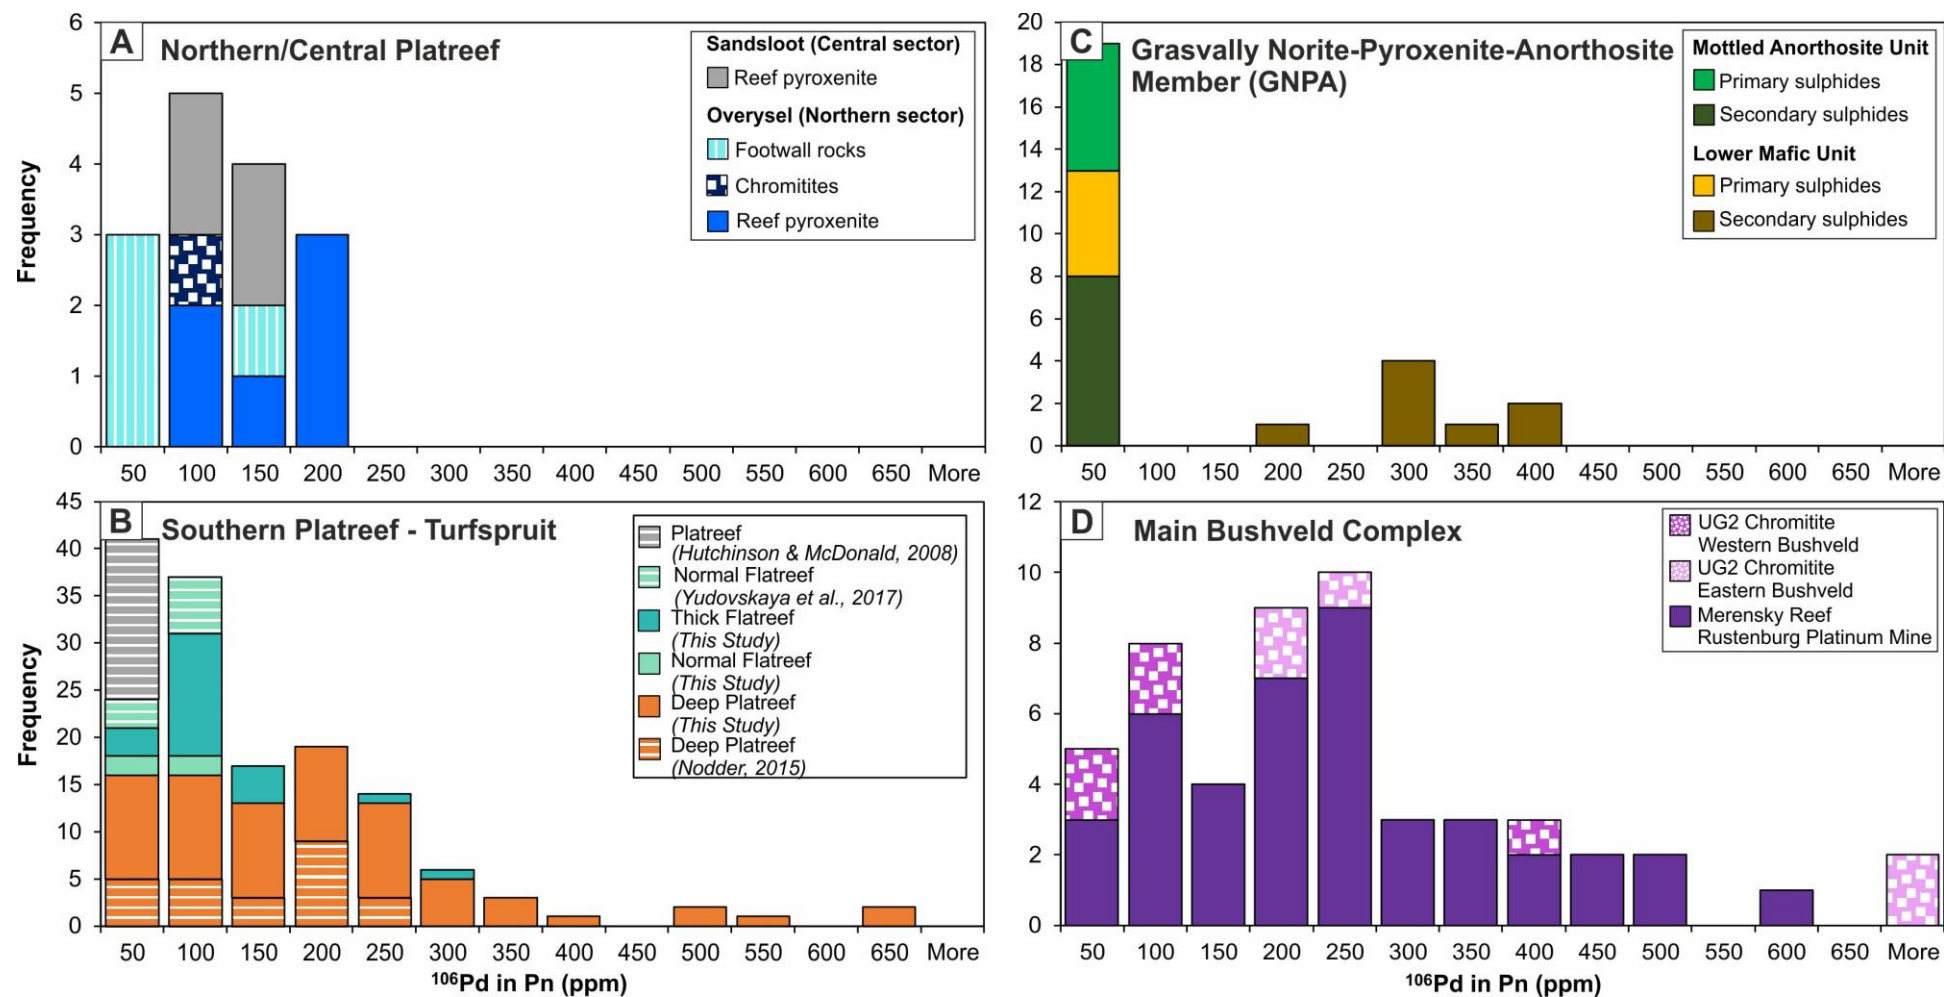 A
Northern/Central Platreef
Sandsloot (Central sector)
Reef pyroxenite
Overysel (Northern sector)
Footwall rocks
Chromitites
Reef pyroxenite
Frequency
6
5
4
3
2
1
0
50 100 150 200 250 300 350 400 450 500 550 600 650 More
C
Grasvally Norite-Pyroxenite-Anorthosite
Member (GNPA)
Mottled Anorthosite Unit
Primary sulphides
Secondary sulphides
Lower Mafic Unit
Primary sulphides
Secondary sulphides
20
18
16
14
12
10
8
6
4
2
0
50 100 150 200 250 300 350 400 450 500 550 600 650 More
B
Southern Platreef - Turfspruit
Platreef
(Hutchinson & McDonald, 2008)
Normal Flatreef
(Yudovskaya et al., 2017)
Thick Flatreef
(This Study)
Normal Flatreef
(This Study)
Deep Platreef
(This Study)
Deep Platreef
(Nodder, 2015)
Frequency
45
40
35
30
25
20
15
10
5
0
50 100 150 200 250 300 350 400 450 500 550 600 650 More
¹⁰⁶Pd in Pn (ppm)
D
Main Bushveld Complex
UG2 Chromitite
Western Bushveld
UG2 Chromitite
Eastern Bushveld
Merensky Reef
Rustenburg Platinum Mine
12
10
8
6
4
2
0
50 100 150 200 250 300 350 400 450 500 550 600 650 More
¹⁰⁶Pd in Pn (ppm)